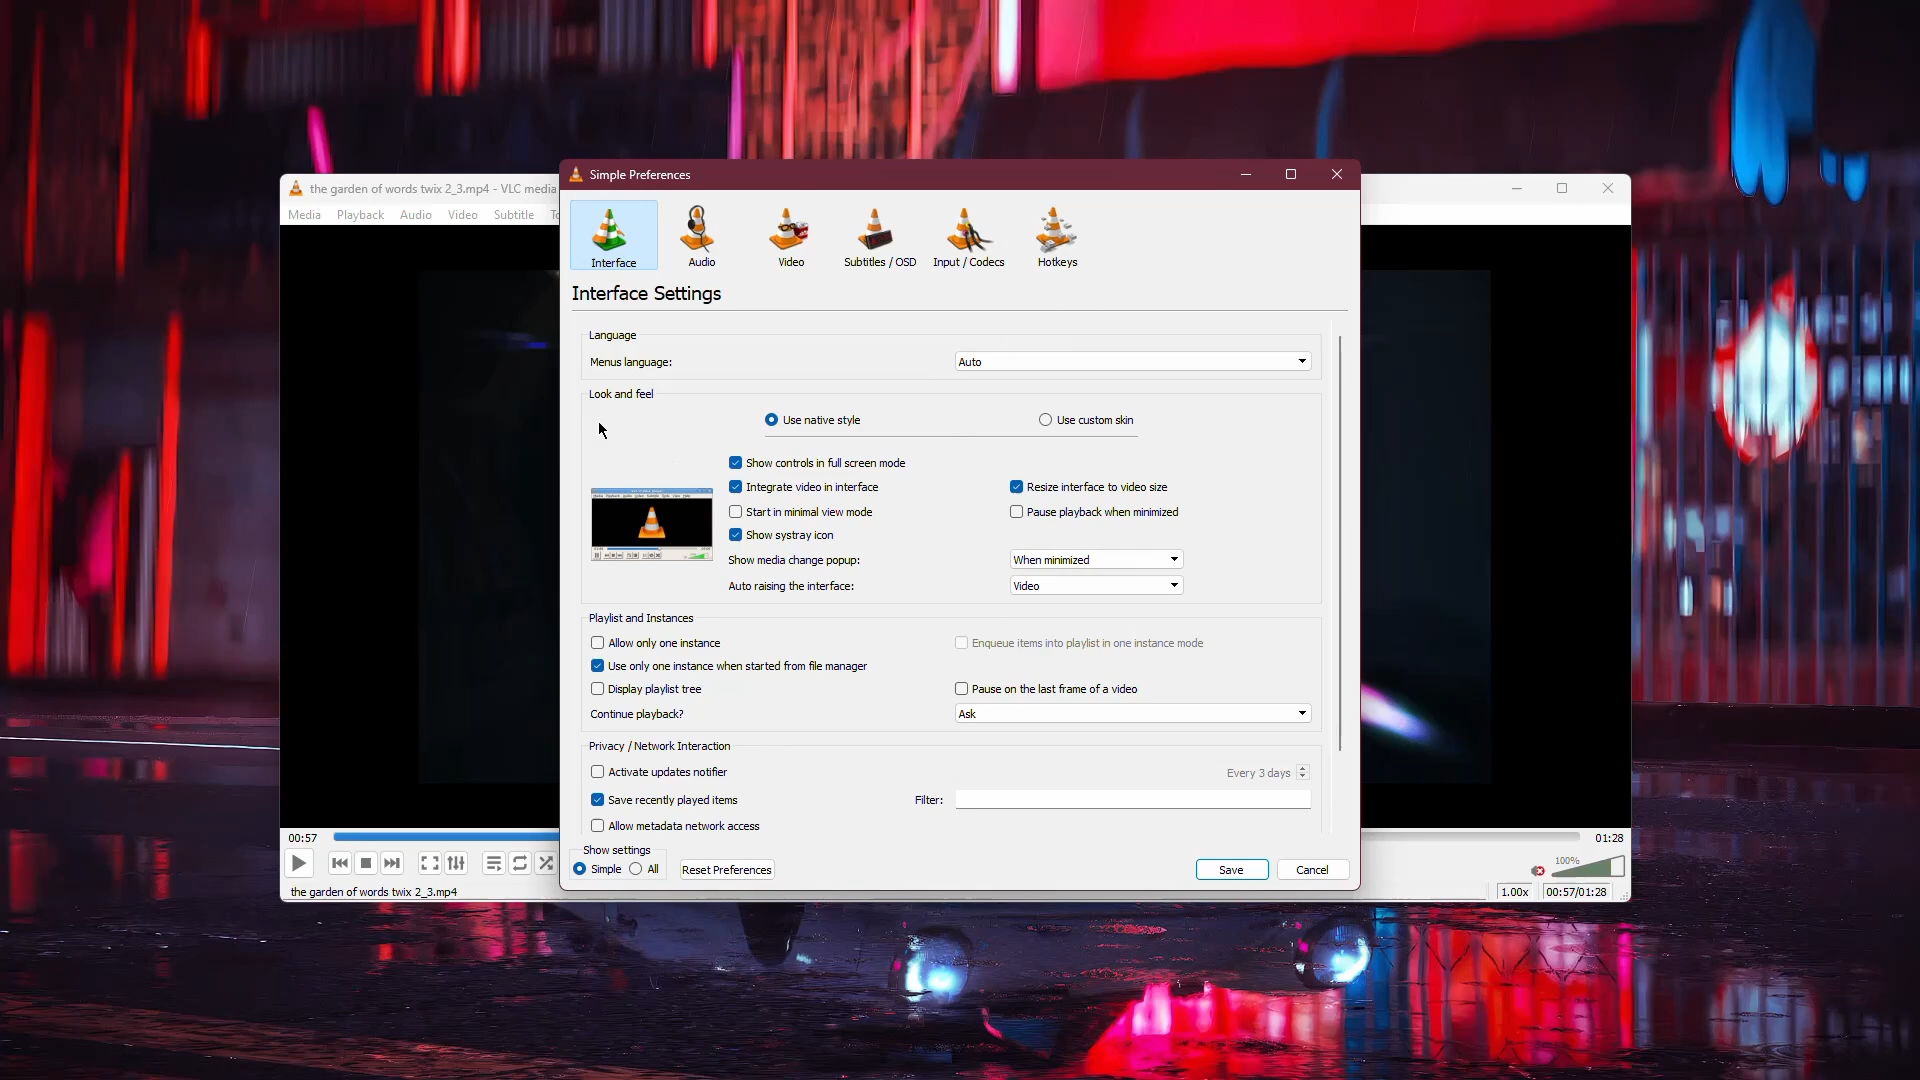 the garden of words twix 2_3.mp4 - VLC media
Media Playback Audio Video Subtitle To
Simple Preferences
Interface Audio Video Subtitles / OSD Input / Codecs Hotkeys
Interface Settings
Language
Menus language: Auto
Look and feel
Use native style Use custom skin
Show controls in full screen mode
Integrate video in interface Resize interface to video size
Start in minimal view mode Pause playback when minimized
Show systray icon
Show media change popup: When minimized
Auto raising the interface: Video
Playlist and Instances
Allow only one instance Enqueue items into playlist in one instance mode
Use only one instance when started from file manager
Display playlist tree Pause on the last frame of a video
Continue playback? Ask
Privacy / Network Interaction
Activate updates notifier Every 3 days
Save recently played items Filter:
Allow metadata network access
Show settings
Simple All Reset Preferences Save Cancel
00:57 01:28
100%
the garden of words twix 2_3.mp4 1.00x 00:57/01:28